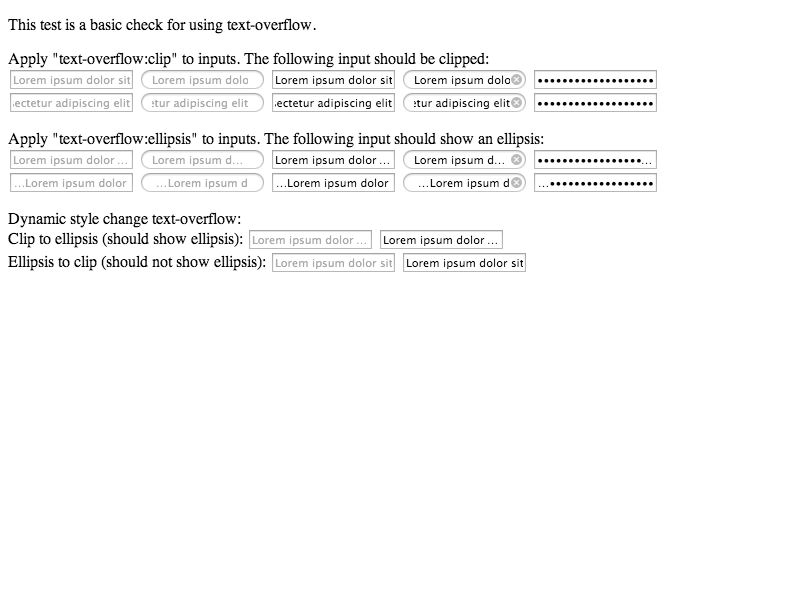 This test is a basic check for using text-overflow.
Apply "text-overflow:clip" to inputs. The following input should be clipped:
Lorem ipsum dolor sit Lorem ipsum dolo Lorem ipsum dolor sit Lorem ipsum dolo ••••••••••••••••••
ectetur adipiscing elit tur adipiscing elit ectetur adipiscing elit tur adipiscing elit ••••••••••••••••••
Apply "text-overflow:ellipsis" to inputs. The following input should show an ellipsis:
Lorem ipsum dolor ... Lorem ipsum d... Lorem ipsum dolor ... Lorem ipsum d... ••••••••••••••••...
...Lorem ipsum dolor ...Lorem ipsum d ...Lorem ipsum dolor ...Lorem ipsum d ...••••••••••••••••
Dynamic style change text-overflow:
Clip to ellipsis (should show ellipsis): Lorem ipsum dolor ... Lorem ipsum dolor ...
Ellipsis to clip (should not show ellipsis): Lorem ipsum dolor sit Lorem ipsum dolor sit